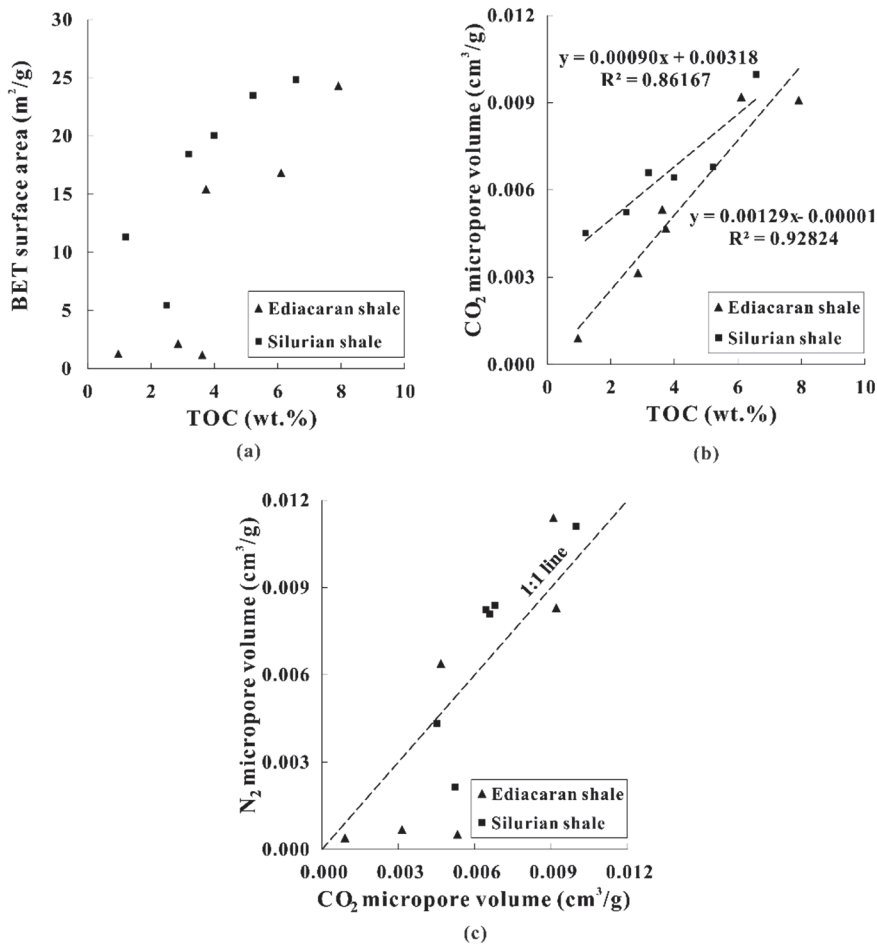 30
25
20
15
10
5
0
BET surface area (m²/g)
Ediacaran shale
Silurian shale
0 2 4 6 8 10
TOC (wt.%)
(a)
0.012
0.009
0.006
0.003
0.000
CO₂ micropore volume (cm³/g)
y = 0.00090x + 0.00318
R² = 0.86167
y = 0.00129x- 0.00001
R² = 0.92824
Ediacaran shale
Silurian shale
0 2 4 6 8 10
TOC (wt.%)
(b)
0.012
0.009
0.006
0.003
0.000
N₂ micropore volume (cm³/g)
1:1 line
Ediacaran shale
Silurian shale
0.000 0.003 0.006 0.009 0.012
CO₂ micropore volume (cm³/g)
(c)